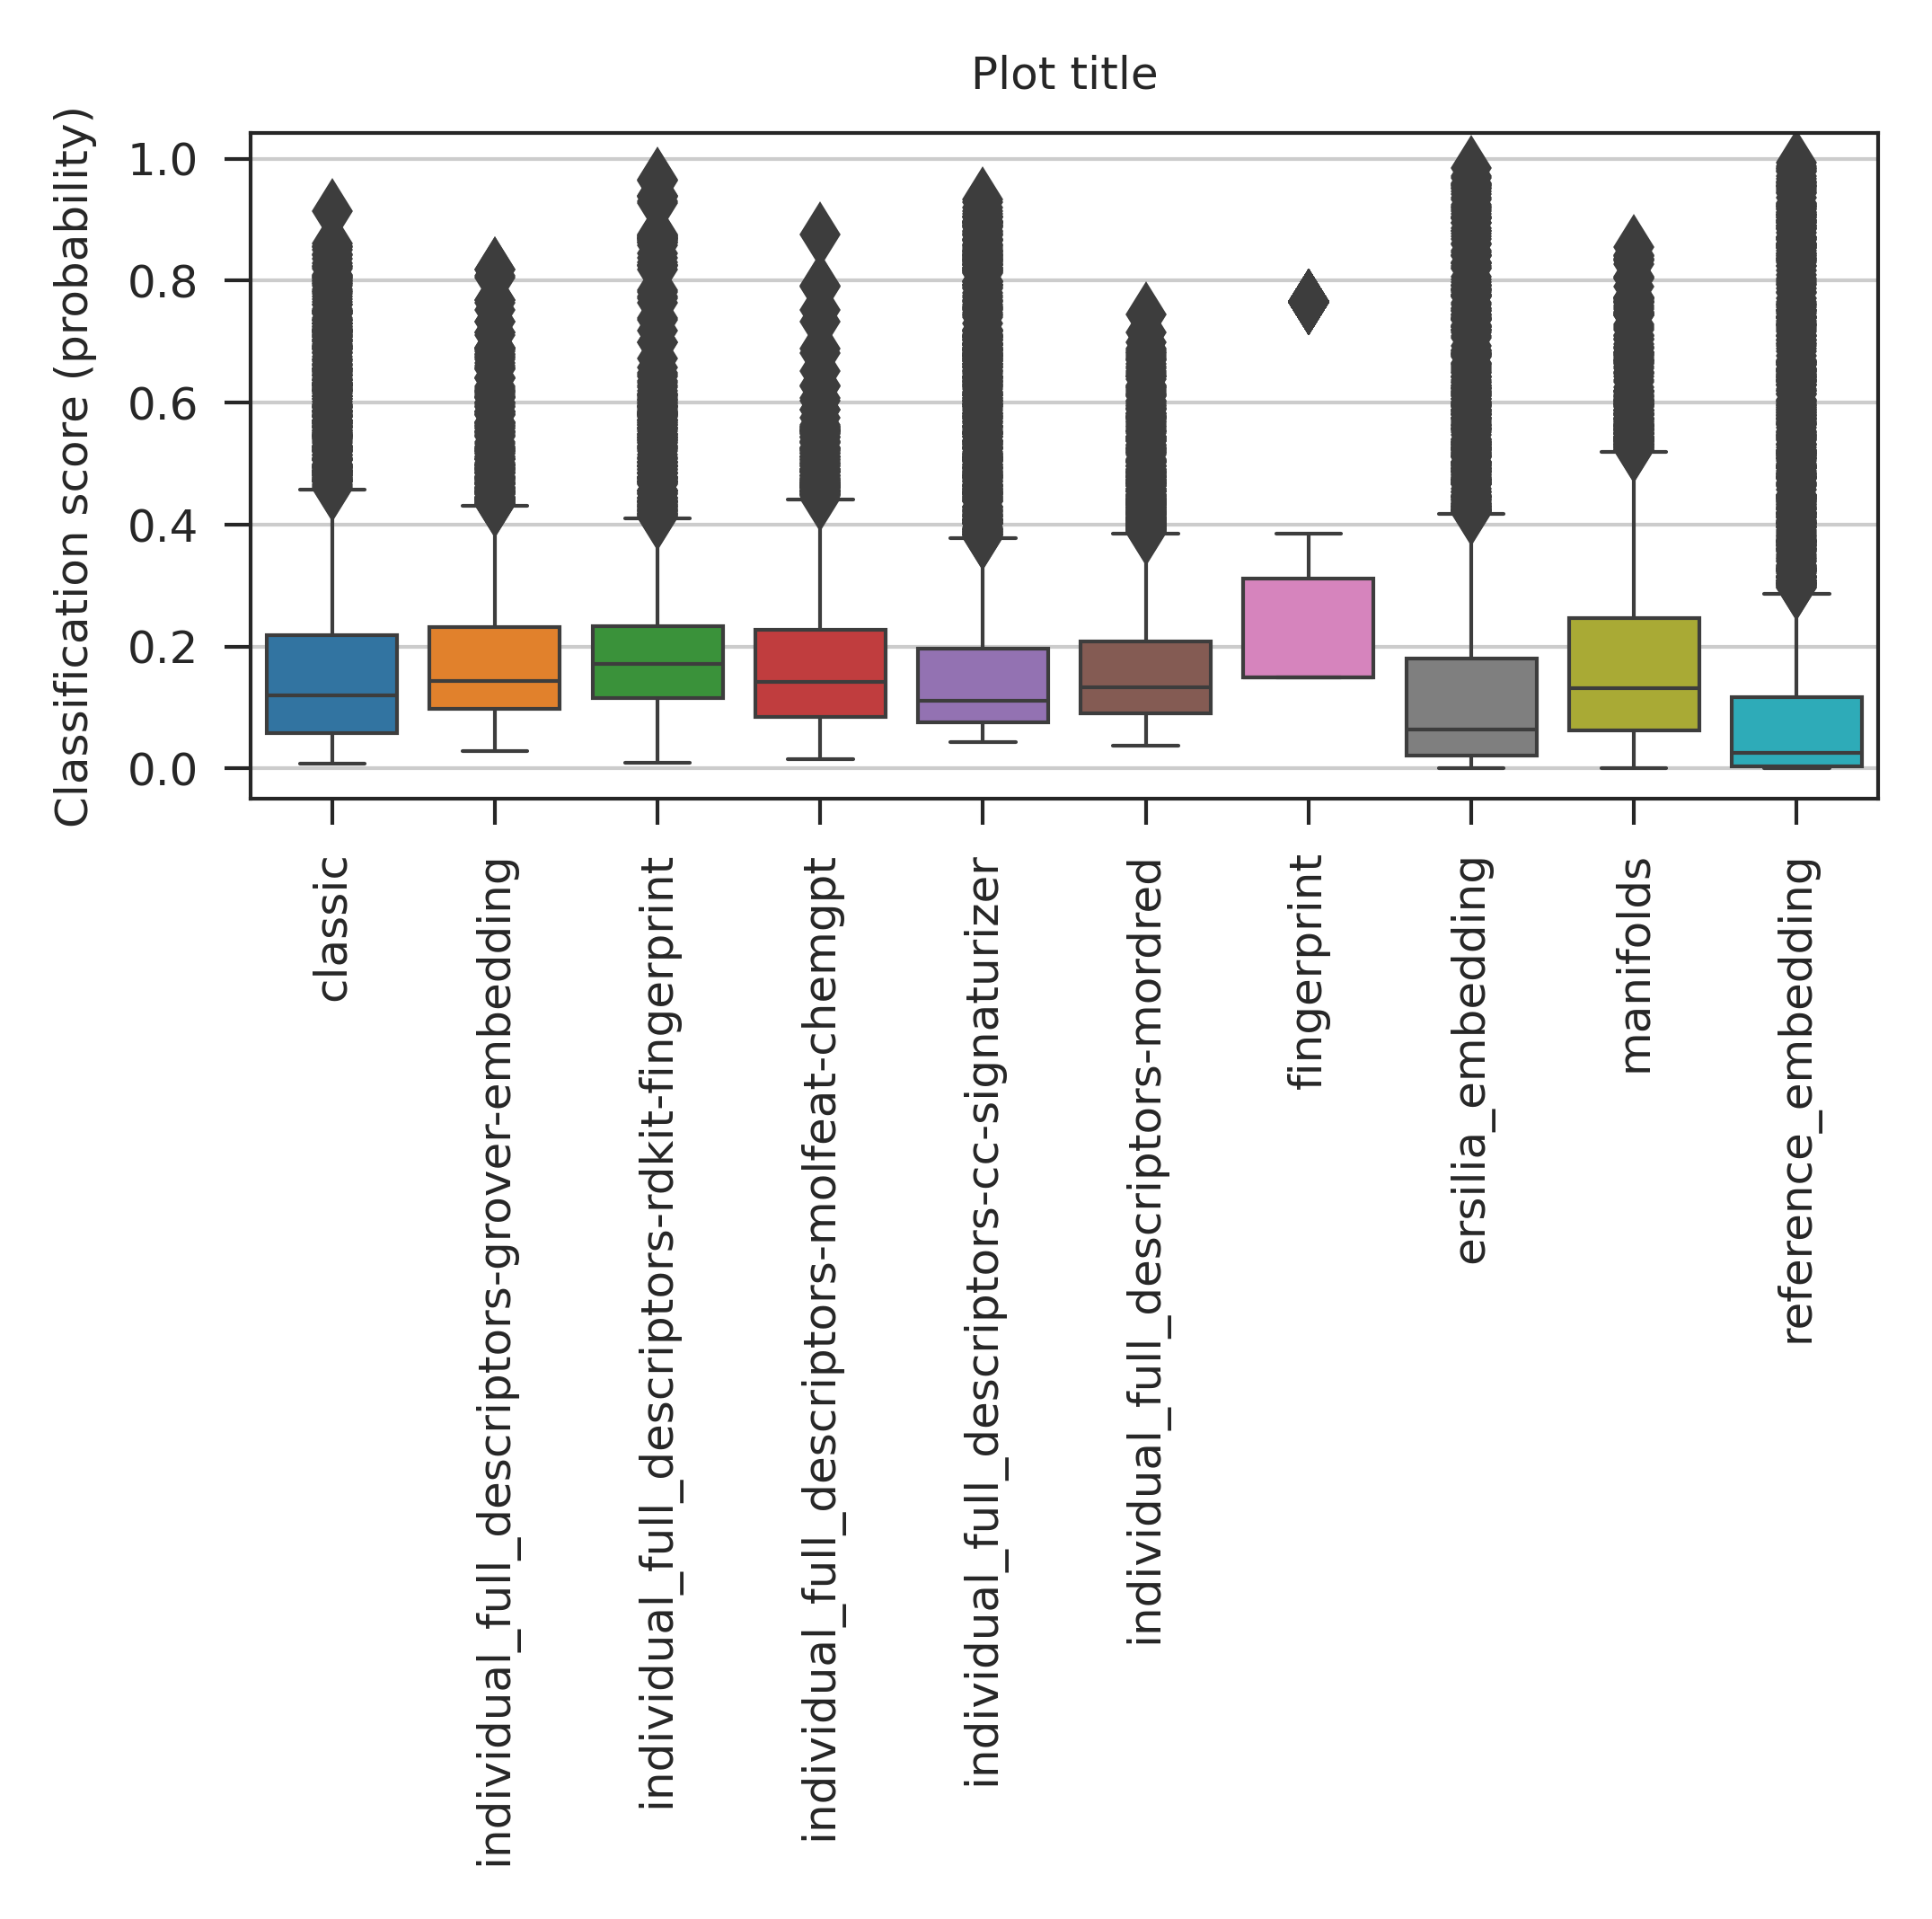 Plot title
Classification score (probability)
1.0
0.8
0.6
0.4
0.2
0.0
classic
individual_full_descriptors-grover-embedding
individual_full_descriptors-rdkit-fingerprint
individual_full_descriptors-molfeat-chemgpt
individual_full_descriptors-cc-signaturizer
individual_full_descriptors-mordred
fingerprint
ersilia_embedding
manifolds
reference_embedding